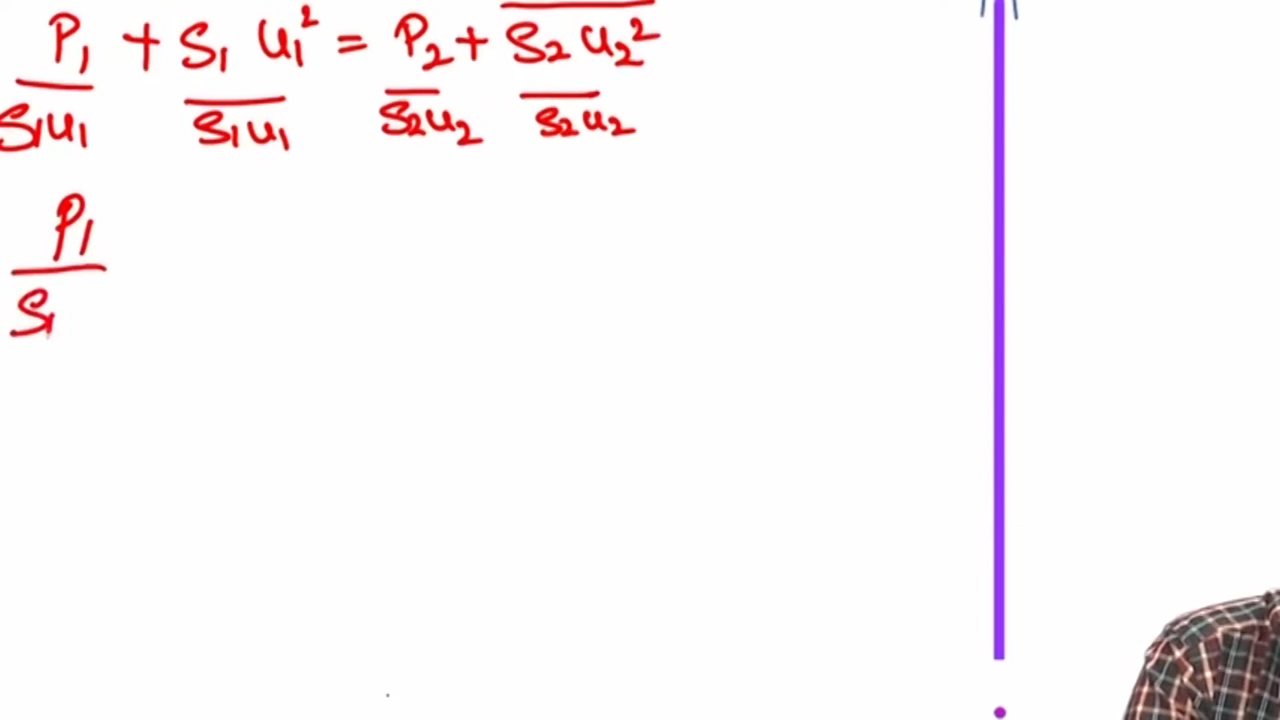 P₁ + S₁ u₁² = P₂ + S₂ u₂²
S₁u₁ S₁u₁ S₂u₂ S₂u₂
P₁
S₁